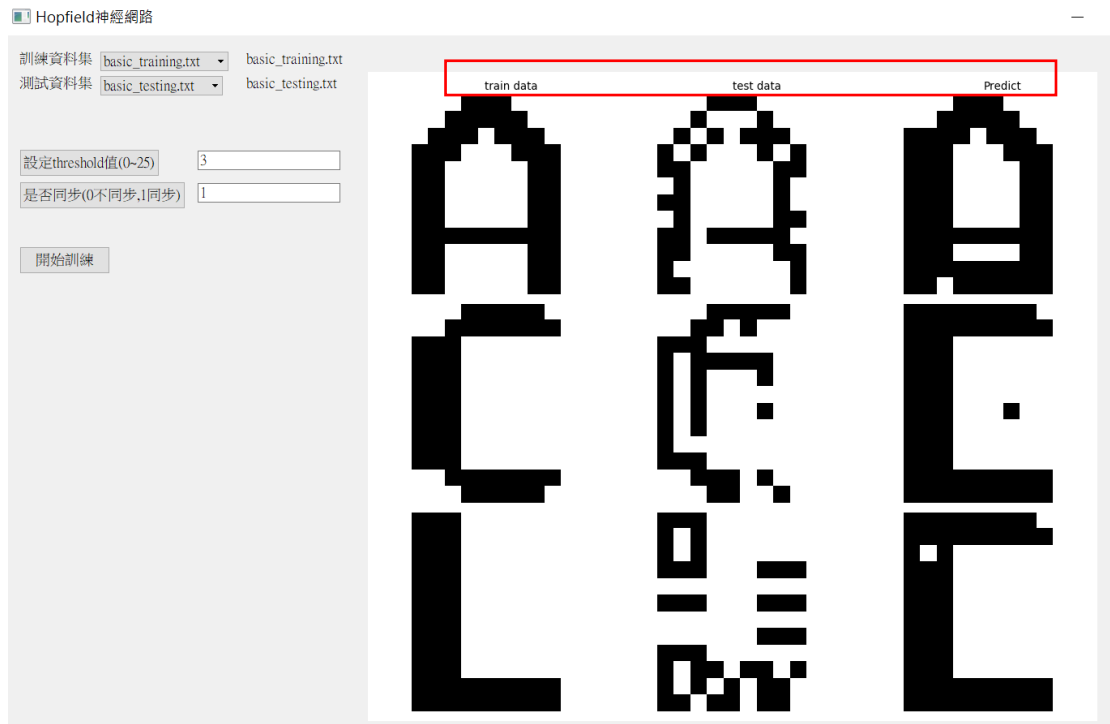 Hopfield神經網路
訓練資料集 basic_training.txt basic_training.txt
測試資料集 basic_testing.txt basic_testing.txt
train data test data Predict
設定threshold值(0~25) 3
是否同步(0不同步,1同步) 1
開始訓練